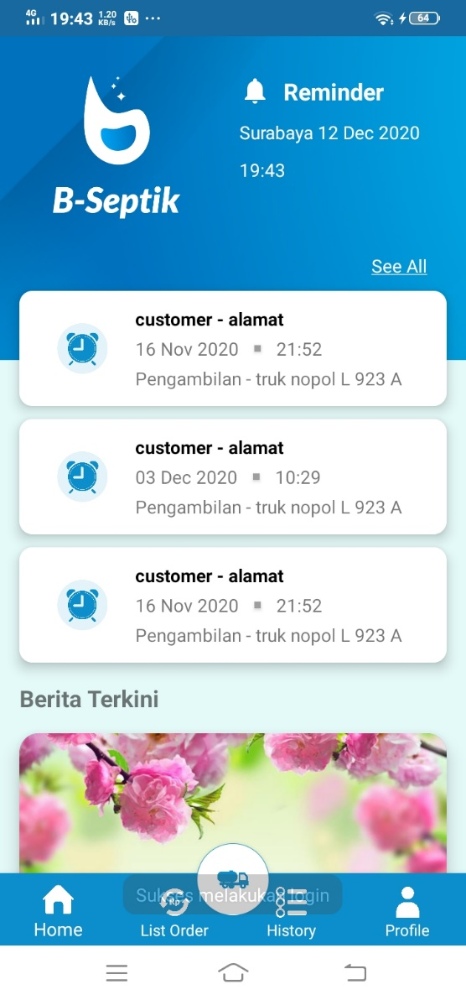 4G 19:43 1.20 KB/s 64
B-Septik
Reminder
Surabaya 12 Dec 2020
19:43
See All
customer - alamat
16 Nov 2020 21:52
Pengambilan - truk nopol L 923 A
customer - alamat
03 Dec 2020 10:29
Pengambilan - truk nopol L 923 A
customer - alamat
16 Nov 2020 21:52
Pengambilan - truk nopol L 923 A
Berita Terkini
Sukses melakukan login
Rp
Home List Order History Profile